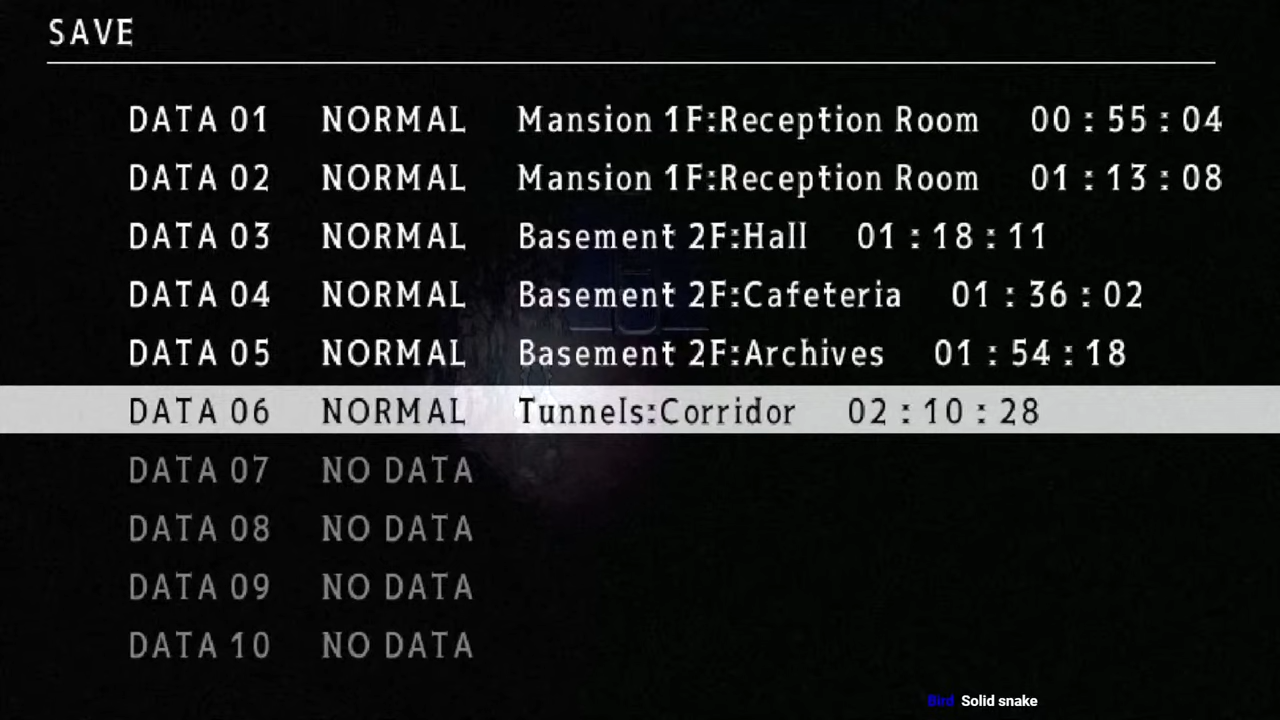 SAVE
DATA 01 NORMAL Mansion 1F:Reception Room 00:55:04
DATA 02 NORMAL Mansion 1F:Reception Room 01:13:08
DATA 03 NORMAL Basement 2F:Hall 01:18:11
DATA 04 NORMAL Basement 2F:Cafeteria 01:36:02
DATA 05 NORMAL Basement 2F:Archives 01:54:18
DATA 06 NORMAL Tunnels:Corridor 02:10:28
DATA 07 NO DATA
DATA 08 NO DATA
DATA 09 NO DATA
DATA 10 NO DATA
Bird Solid snake